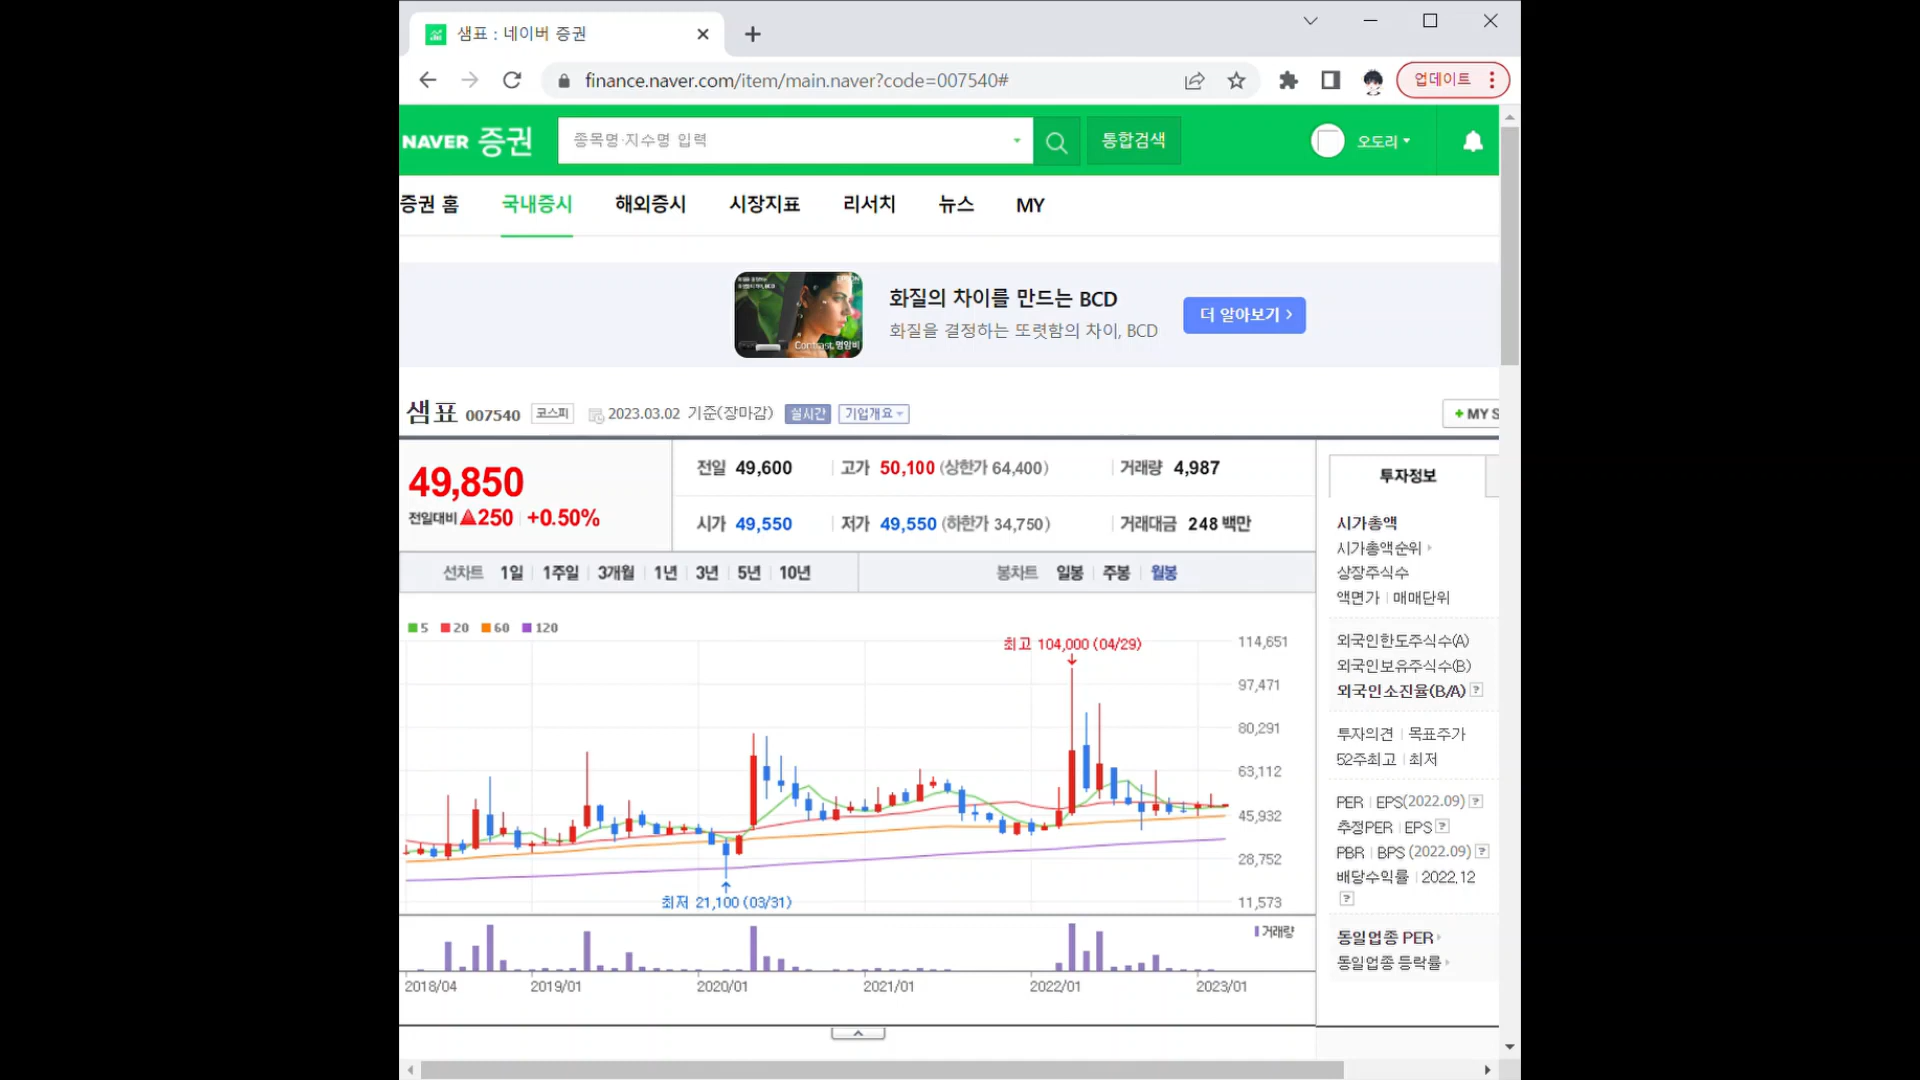 샘표 : 네이버 증권
finance.naver.com/item/main.naver?code=007540#
업데이트
NAVER 증권
종목명·지수명 입력
통합검색
오도리
증권 홈 국내증시 해외증시 시장지표 리서치 뉴스 MY
화질의 차이를 만드는 BCD
화질을 결정하는 또렷함의 차이, BCD
더 알아보기
Contrast, 명암비
샘표 007540 코스피 2023.03.02 기준(장마감) 실시간 기업개요
+ MY S
49,850
전일대비 ▲250 +0.50%
전일 49,600 고가 50,100 (상한가 64,400) 거래량 4,987
시가 49,550 저가 49,550 (하한가 34,750) 거래대금 248 백만
선차트 1일 1주일 3개월 1년 3년 5년 10년
봉차트 일봉 주봉 월봉
5 20 60 120
최고 104,000 (04/29)
114,651
97,471
80,291
63,112
45,932
28,752
11,573
최저 21,100 (03/31)
거래량
2018/04 2019/01 2020/01 2021/01 2022/01 2023/01
투자정보
시가총액
시가총액순위
상장주식수
액면가 매매단위
외국인한도주식수(A)
외국인보유주식수(B)
외국인소진율(B/A) ?
투자의견 목표주가
52주최고 최저
PER EPS(2022.09) ?
추정PER EPS ?
PBR BPS (2022.09) ?
배당수익률 2022.12
?
동일업종 PER
동일업종 등락률